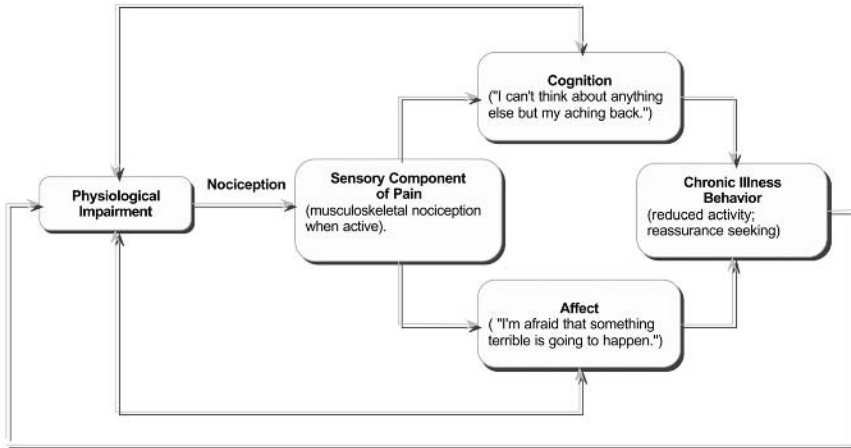 Cognition
("I can't think about anything
else but my aching back.")
Nociception
Sensory Component
of Pain
(musculoskeletal nociception
when active).
Physiological
Impairment
Chronic Illness
Behavior
(reduced activity;
reassurance seeking)
Affect
( "I'm afraid that something
terrible is going to happen.")